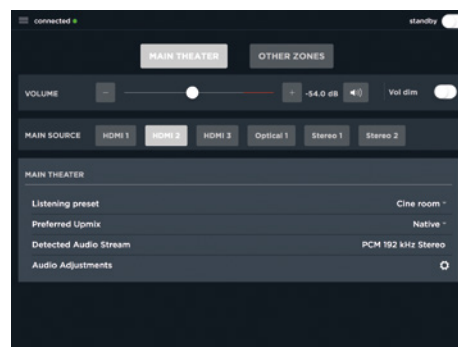 connected
standby
MAIN THEATER OTHER ZONES
VOLUME - + -54.0 dB Vol dim
MAIN SOURCE HDMI 1 HDMI 2 HDMI 3 Optical 1 Stereo 1 Stereo 2
MAIN THEATER
Listening preset Cine room
Preferred Upmix Native
Detected Audio Stream PCM 192 kHz Stereo
Audio Adjustments